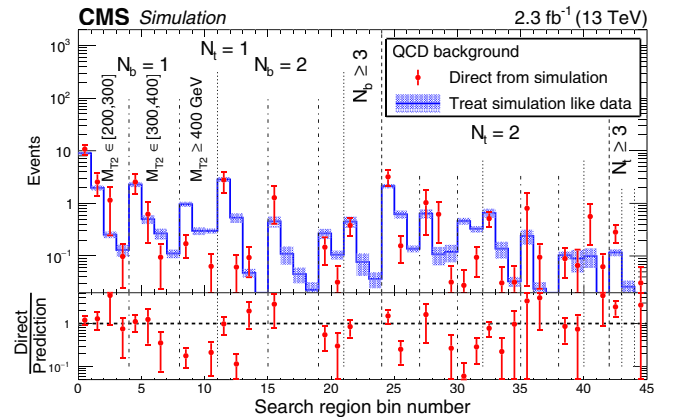 CMS Simulation 2.3 fb⁻¹ (13 TeV)
N_t = 1
N_b = 1
N_b = 2
N_b ≥ 3
N_t = 2
N_t ≥ 3
M_T2 ∈ [200,300]
M_T2 ∈ [300,400]
M_T2 ≥ 400 GeV
QCD background
Direct from simulation
Treat simulation like data
Events
10³
10²
10
1
10⁻¹
Direct
Prediction
1
10⁻¹
0 5 10 15 20 25 30 35 40 45
Search region bin number